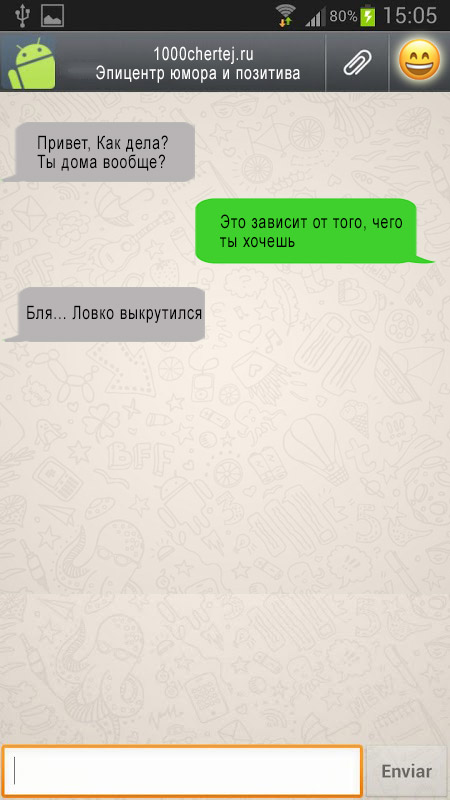 80% 15:05
1000chertej.ru
Эпицентр юмора и позитива
Привет, Как дела?
Ты дома вообще?
Это зависит от того, чего
ты хочешь
Бля... Ловко выкрутился
BFF
Enviar